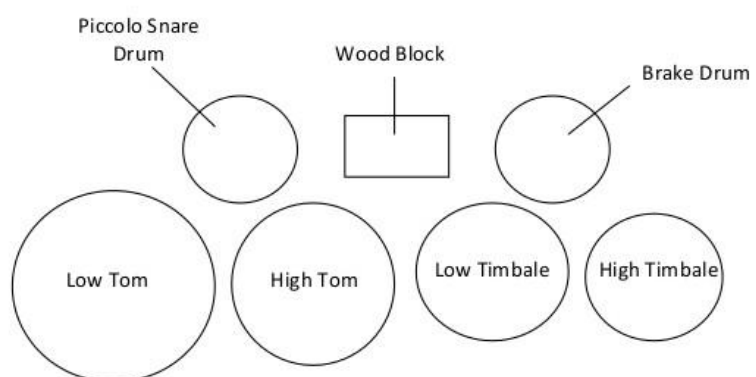 Piccolo Snare
Drum
Wood Block
Brake Drum
Low Tom
High Tom
Low Timbale
High Timbale